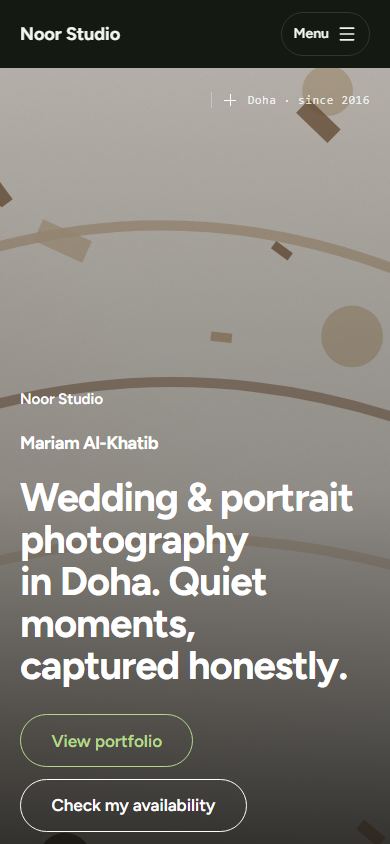 Noor Studio
Menu
Doha · since 2016
Noor Studio
Mariam Al-Khatib
Wedding & portrait
photography
in Doha. Quiet
moments,
captured honestly.
View portfolio
Check my availability